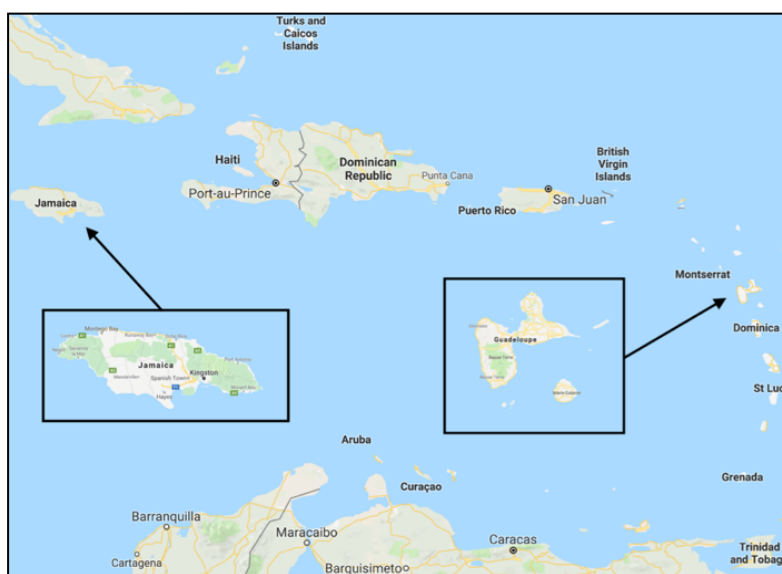 Turks and
Caicos
Islands
Haiti
Dominican
Republic
Punta Cana
British
Virgin
Islands
Port-au-Prince
San Juan
Jamaica
Puerto Rico
Montserrat
Guadeloupe
Dominica
Montego Bay
Jamaica
Kingston
Spanish Town
St Luc
Aruba
Curaçao
Grenada
Barranquilla
Maracaibo
Caracas
Trinidad
and Tobag
Cartagena
Barquisimeto